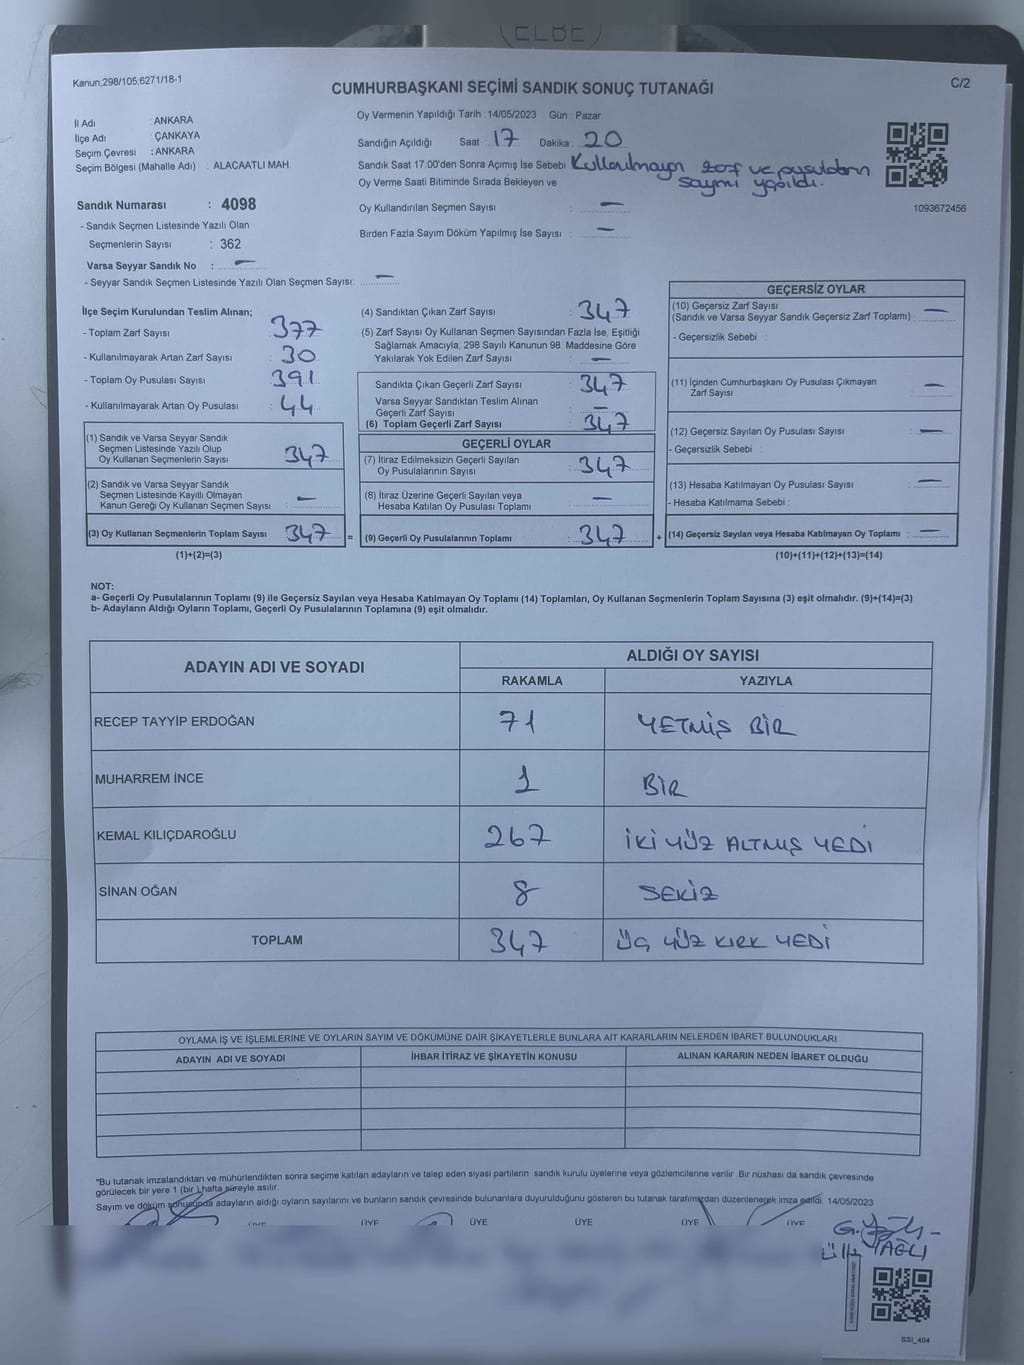 ELBE
Kanun,298/105;6271/18-1
CUMHURBAŞKANI SEÇİMİ SANDIK SONUÇ TUTANAĞI
C/2
İl Adı : ANKARA
İlçe Adı : ÇANKAYA
Seçim Çevresi : ANKARA
Seçim Bölgesi (Mahalle Adı) : ALACAATLI MAH.
Sandık Numarası : 4098
- Sandık Seçmen Listesinde Yazılı Olan
Seçmenlerin Sayısı : 362
Varsa Seyyar Sandık No : —
- Seyyar Sandık Seçmen Listesinde Yazılı Olan Seçmen Sayısı: —
Oy Vermenin Yapıldığı Tarih : 14/05/2023 Gün : Pazar
Sandığın Açıldığı Saat : 17 Dakika : 20
Sandık Saat 17:00'den Sonra Açımış İse Sebebi : Kullanılmayan zarf ve pusulaların
sayımı yapıldı.
Oy Verme Saati Bitiminde Sırada Bekleyen ve
Oy Kullandırılan Seçmen Sayısı : —
Birden Fazla Sayım Döküm Yapılmış İse Sayısı : —
1093672456
İlçe Seçim Kurulundan Teslim Alınan;
- Toplam Zarf Sayısı : 377
- Kullanılmayarak Artan Zarf Sayısı : 30
- Toplam Oy Pusulası Sayısı : 391
- Kullanılmayarak Artan Oy Pusulası : 44
(1) Sandık ve Varsa Seyyar Sandık
Seçmen Listesinde Yazılı Olup
Oy Kullanan Seçmenlerin Sayısı : 347
(2) Sandık ve Varsa Seyyar Sandık
Seçmen Listesinde Kayıtlı Olmayan
Kanun Gereği Oy Kullanan Seçmen Sayısı : —
(3) Oy Kullanan Seçmenlerin Toplam Sayısı : 347 =
(1)+(2)=(3)
(4) Sandıktan Çıkan Zarf Sayısı : 347
(5) Zarf Sayısı Oy Kullanan Seçmen Sayısından Fazla İse, Eşitliği
Sağlamak Amacıyla, 298 Sayılı Kanunun 98. Maddesine Göre
Yakılarak Yok Edilen Zarf Sayısı : —
Sandıkta Çıkan Geçerli Zarf Sayısı : 347
Varsa Seyyar Sandıktan Teslim Alınan
Geçerli Zarf Sayısı : —
(6) Toplam Geçerli Zarf Sayısı : 347
GEÇERLİ OYLAR
(7) İtiraz Edilmeksizin Geçerli Sayılan
Oy Pusulalarının Sayısı : 347
(8) İtiraz Üzerine Geçerli Sayılan veya
Hesaba Katılan Oy Pusulası Toplamı : —
(9) Geçerli Oy Pusulalarının Toplamı : 347 +
GEÇERSİZ OYLAR
(10) Geçersiz Zarf Sayısı
(Sandık ve Varsa Seyyar Sandık Geçersiz Zarf Toplamı) : —
- Geçersizlik Sebebi :
(11) İçinden Cumhurbaşkanı Oy Pusulası Çıkmayan
Zarf Sayısı : —
(12) Geçersiz Sayılan Oy Pusulası Sayısı : —
- Geçersizlik Sebebi :
(13) Hesaba Katılmayan Oy Pusulası Sayısı : —
- Hesaba Katılmama Sebebi :
(14) Geçersiz Sayılan veya Hesaba Katılmayan Oy Toplamı : —
(10)+(11)+(12)+(13)=(14)
NOT:
a- Geçerli Oy Pusulalarının Toplamı (9) ile Geçersiz Sayılan veya Hesaba Katılmayan Oy Toplamı (14) Toplamları, Oy Kullanan Seçmenlerin Toplam Sayısına (3) eşit olmalıdır. (9)+(14)=(3)
b- Adayların Aldığı Oyların Toplamı, Geçerli Oy Pusulalarının Toplamına (9) eşit olmalıdır.
ADAYIN ADI VE SOYADI ALDIĞI OY SAYISI
RAKAMLA YAZIYLA
RECEP TAYYİP ERDOĞAN 71 YETMİŞ BİR
MUHARREM İNCE 1 BİR
KEMAL KILIÇDAROĞLU 267 İKİ YÜZ ALTMIŞ YEDİ
SİNAN OĞAN 8 SEKİZ
TOPLAM 347 ÜÇ YÜZ KIRK YEDİ
OYLAMA İŞ VE İŞLEMLERİNE VE OYLARIN SAYIM VE DÖKÜMÜNE DAİR ŞİKAYETLERLE BUNLARA AİT KARARLARIN NELERDEN İBARET BULUNDUKLARI
ADAYIN ADI VE SOYADI İHBAR İTİRAZ VE ŞİKAYETİN KONUSU ALINAN KARARIN NEDEN İBARET OLDUĞU
*Bu tutanak imzalandıktan ve mühürlendikten sonra seçime katılan adayların ve talep eden siyasi partilerin sandık kurulu üyelerine veya gözlemcilerine verilir. Bir nüshası da sandık çevresinde
görülecek bir yere 1 (bir ) hafta süreyle asılır.
Sayım ve döküm sonucunda adayların aldığı oyların sayılarını ve bunların sandık çevresinde bulunanlara duyurulduğunu gösteren bu tutanak tarafımızdan düzenlenerek imza edildi. 14/05/2023
ÜYE ÜYE ÜYE ÜYE ÜYE ÜYE
YAĞLI
SSİ_404